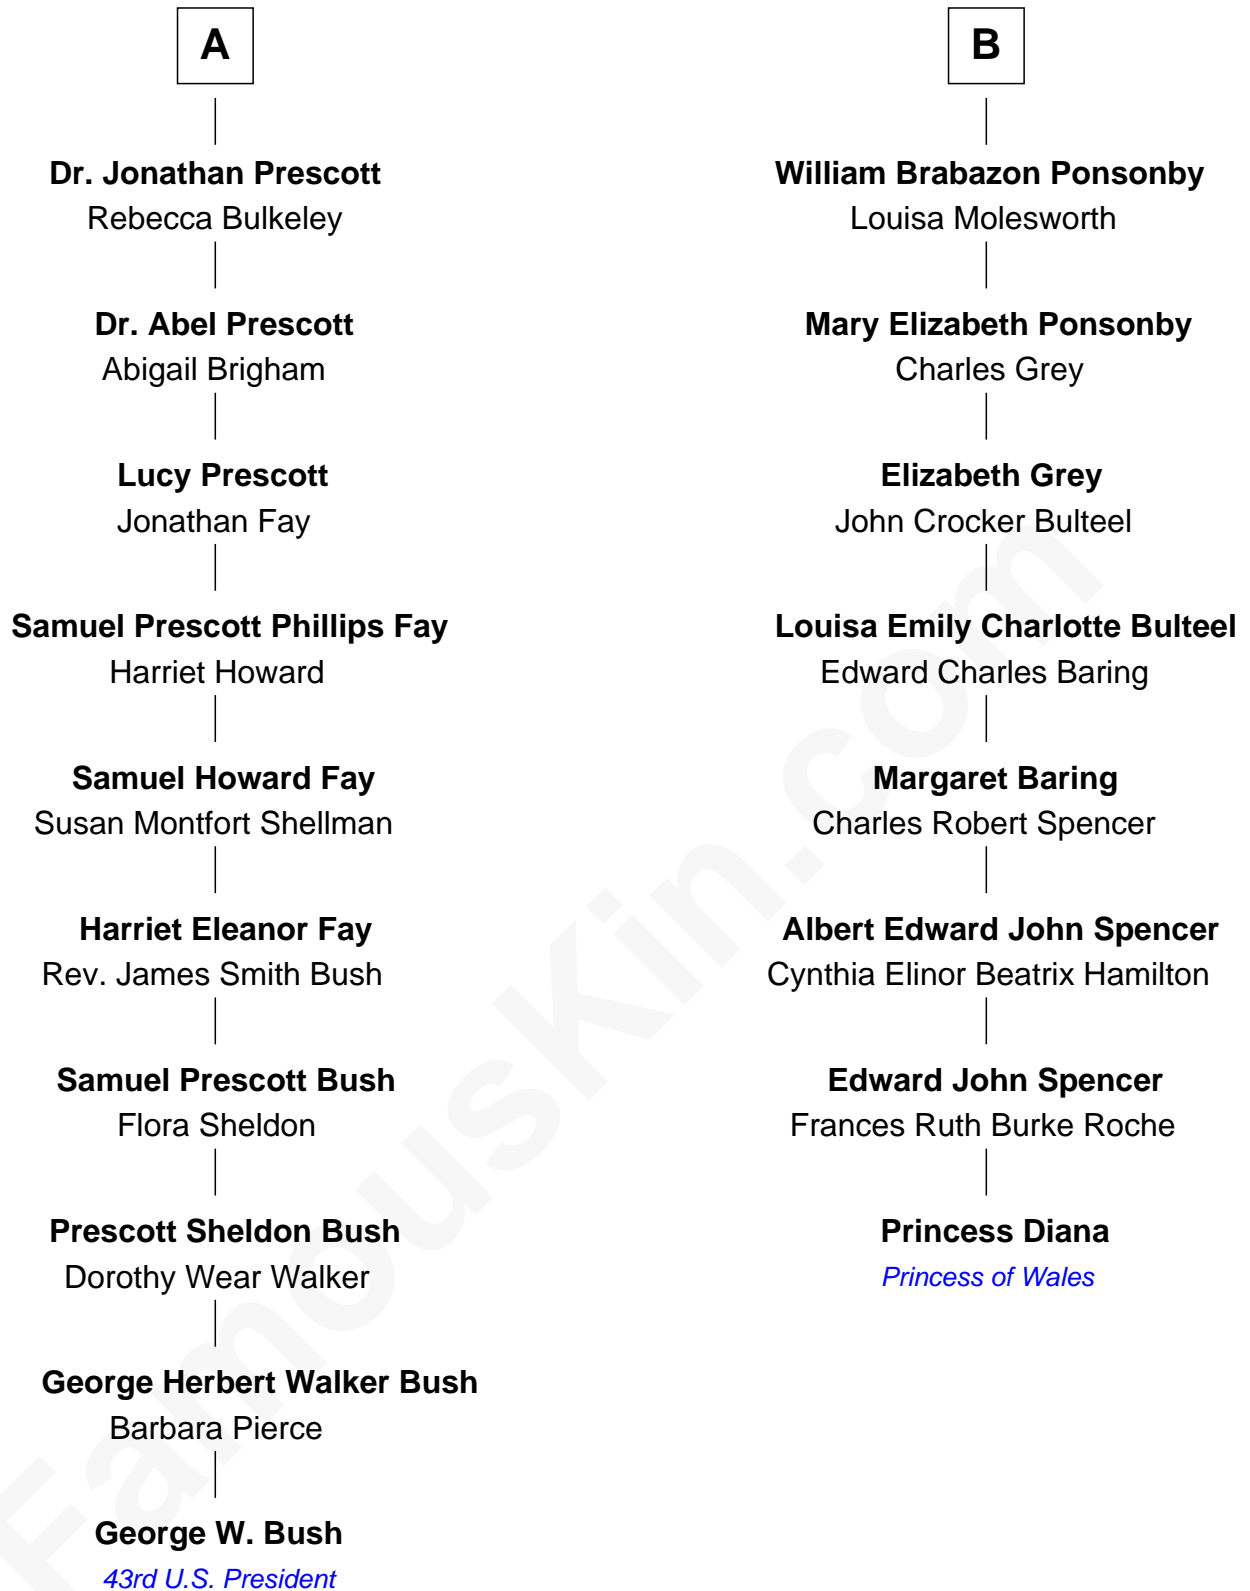 A
Dr. Jonathan Prescott
Rebecca Bulkeley
Dr. Abel Prescott
Abigail Brigham
Lucy Prescott
Jonathan Fay
Samuel Prescott Phillips Fay
Harriet Howard
Samuel Howard Fay
Susan Montfort Shellman
Harriet Eleanor Fay
Rev. James Smith Bush
Samuel Prescott Bush
Flora Sheldon
Prescott Sheldon Bush
Dorothy Wear Walker
George Herbert Walker Bush
Barbara Pierce
George W. Bush
43rd U.S. President
B
William Brabazon Ponsonby
Louisa Molesworth
Mary Elizabeth Ponsonby
Charles Grey
Elizabeth Grey
John Crocker Bulteel
Louisa Emily Charlotte Bulteel
Edward Charles Baring
Margaret Baring
Charles Robert Spencer
Albert Edward John Spencer
Cynthia Elinor Beatrix Hamilton
Edward John Spencer
Frances Ruth Burke Roche
Princess Diana
Princess of Wales
FamousKin.com